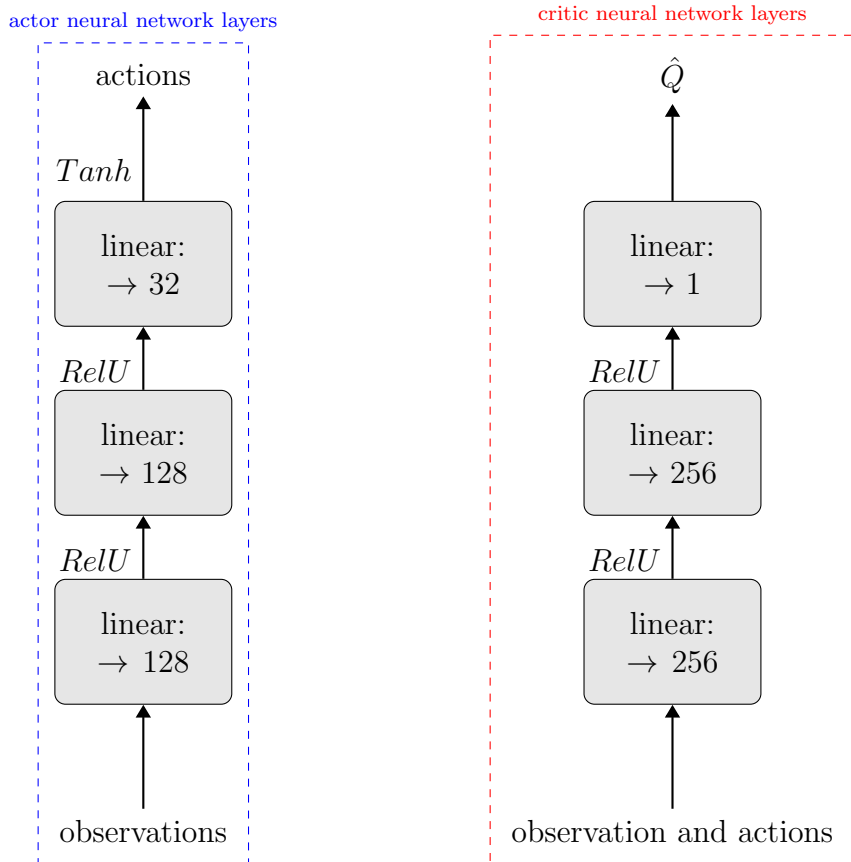 actor neural network layers
actions
Tanh
linear:
→ 32
RelU
linear:
→ 128
RelU
linear:
→ 128
observations
critic neural network layers
Q̂
linear:
→ 1
RelU
linear:
→ 256
RelU
linear:
→ 256
observation and actions